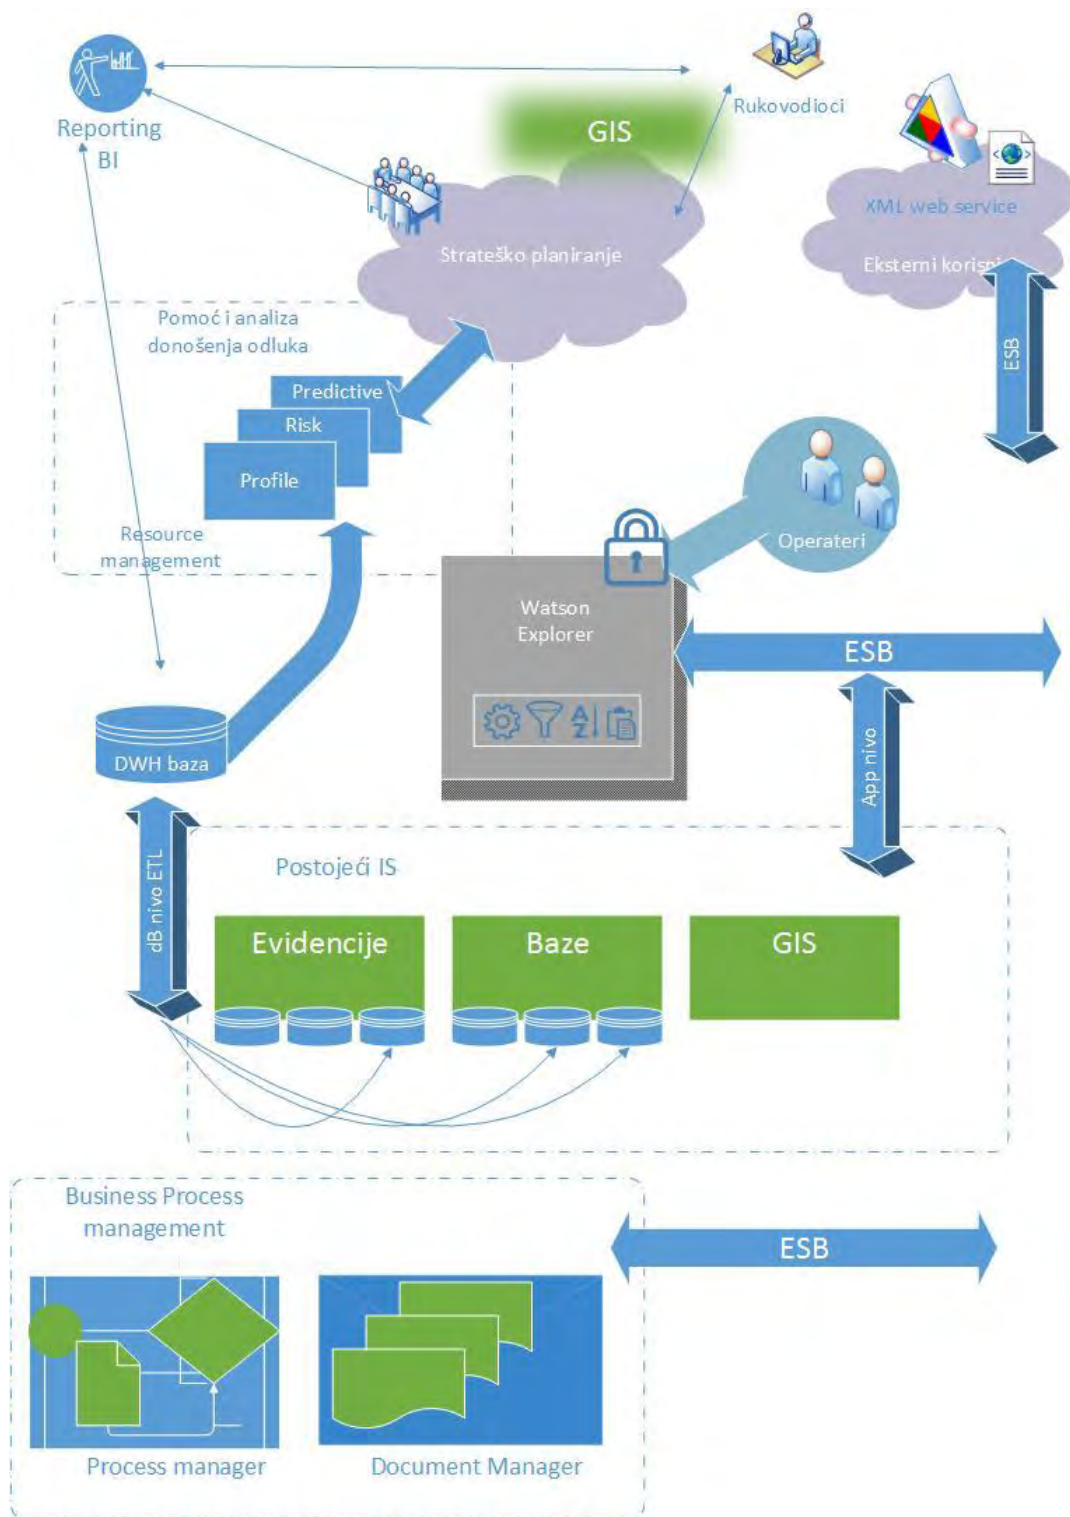 Reporting
BI
Rukovodioci
GIS
XML web service
Strateško planiranje
Eksterni korisni
ESB
Pomoć i analiza
donošenja odluka
Predictive
Risk
Profile
Resource
management
Operateri
Watson
Explorer
ESB
DWH baza
App nivo
dB nivo ETL
Postojeći IS
Evidencije
Baze
GIS
Business Process
management
ESB
Process manager
Document Manager